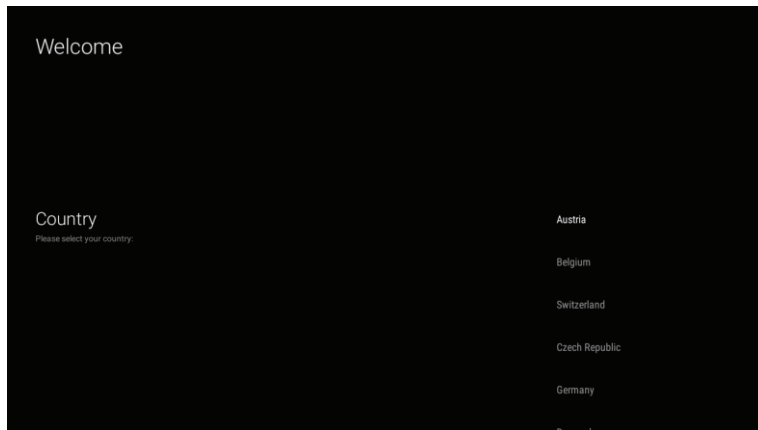 Welcome
Country
Please select your country:
Austria
Belgium
Switzerland
Czech Republic
Germany